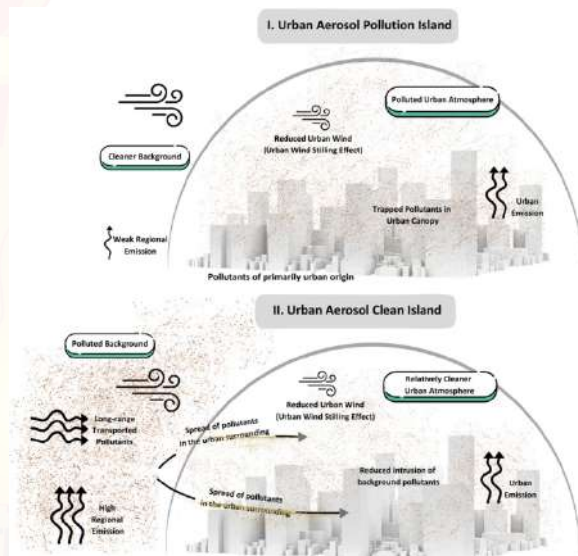 I. Urban Aerosol Pollution Island
Polluted Urban Atmosphere
Reduced Urban Wind
(Urban Wind Stilling Effect)
Cleaner Background
Trapped Pollutants in
Urban Canopy
Urban
Emission
Weak Regional
Emission
Pollutants of primarily urban origin
II. Urban Aerosol Clean Island
Polluted Background
Relatively Cleaner
Urban Atmosphere
Reduced Urban Wind
(Urban Wind Stilling Effect)
Long-range
Transported
Pollutants
Spread of pollutants
in the urban surrounding
Reduced intrusion of
background pollutants
Urban
Emission
Spread of pollutants
in the urban surrounding
High
Regional
Emission